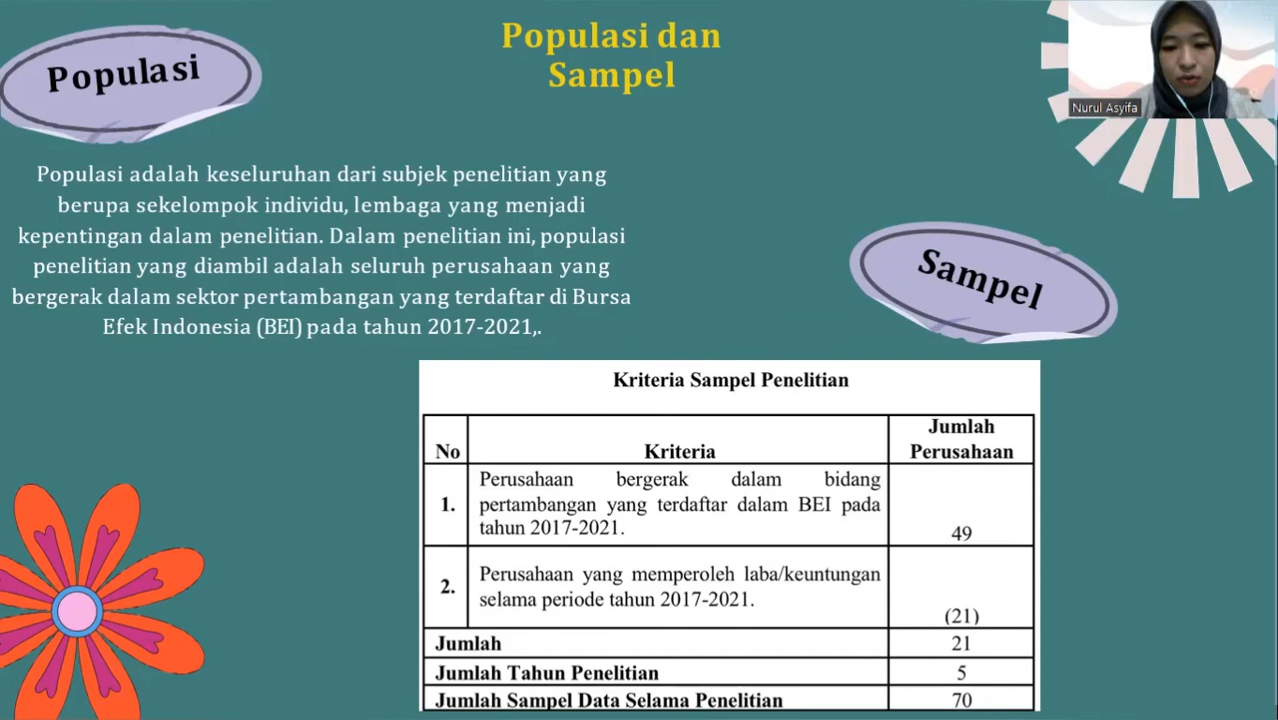 Populasi dan
Sampel
Populasi
Nurul Asyifa
Populasi adalah keseluruhan dari subjek penelitian yang
berupa sekelompok individu, lembaga yang menjadi
kepentingan dalam penelitian. Dalam penelitian ini, populasi
penelitian yang diambil adalah seluruh perusahaan yang
bergerak dalam sektor pertambangan yang terdaftar di Bursa
Efek Indonesia (BEI) pada tahun 2017-2021,.
Sampel
Kriteria Sampel Penelitian
No Kriteria Jumlah Perusahaan
1. Perusahaan bergerak dalam bidang
pertambangan yang terdaftar dalam BEI pada
tahun 2017-2021.
49
2. Perusahaan yang memperoleh laba/keuntungan
selama periode tahun 2017-2021.
(21)
Jumlah 21
Jumlah Tahun Penelitian 5
Jumlah Sampel Data Selama Penelitian 70